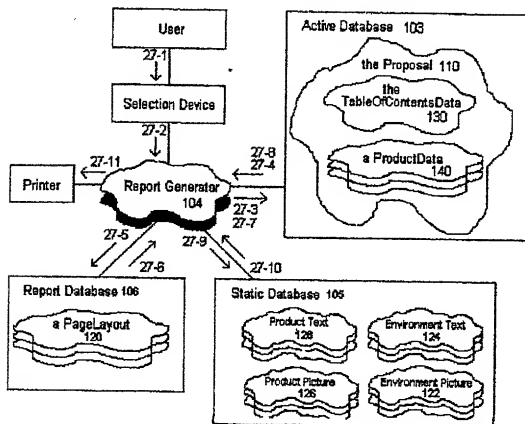 User
27-1
Selection Device
27-2
27-11
Printer
Report Generator
104
27-8
27-4
27-3
27-7
Active Database 103
the Proposal 110
the
TableOfContentsData
130
a ProductData
140
27-5
27-6
27-9
27-10
Report Database 106
a PageLayout
120
Static Database 105
Product Text
128
Environment Text
124
Product Picture
126
Environment Picture
122